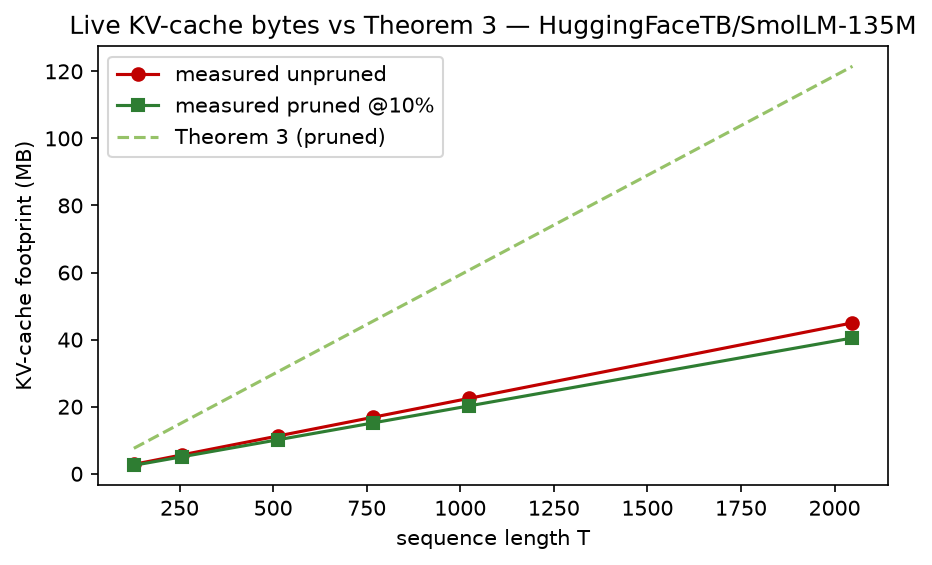 Live KV-cache bytes vs Theorem 3 — HuggingFaceTB/SmolLM-135M
measured unpruned
measured pruned @10%
Theorem 3 (pruned)
KV-cache footprint (MB)
120
100
80
60
40
20
0
250 500 750 1000 1250 1500 1750 2000
sequence length T